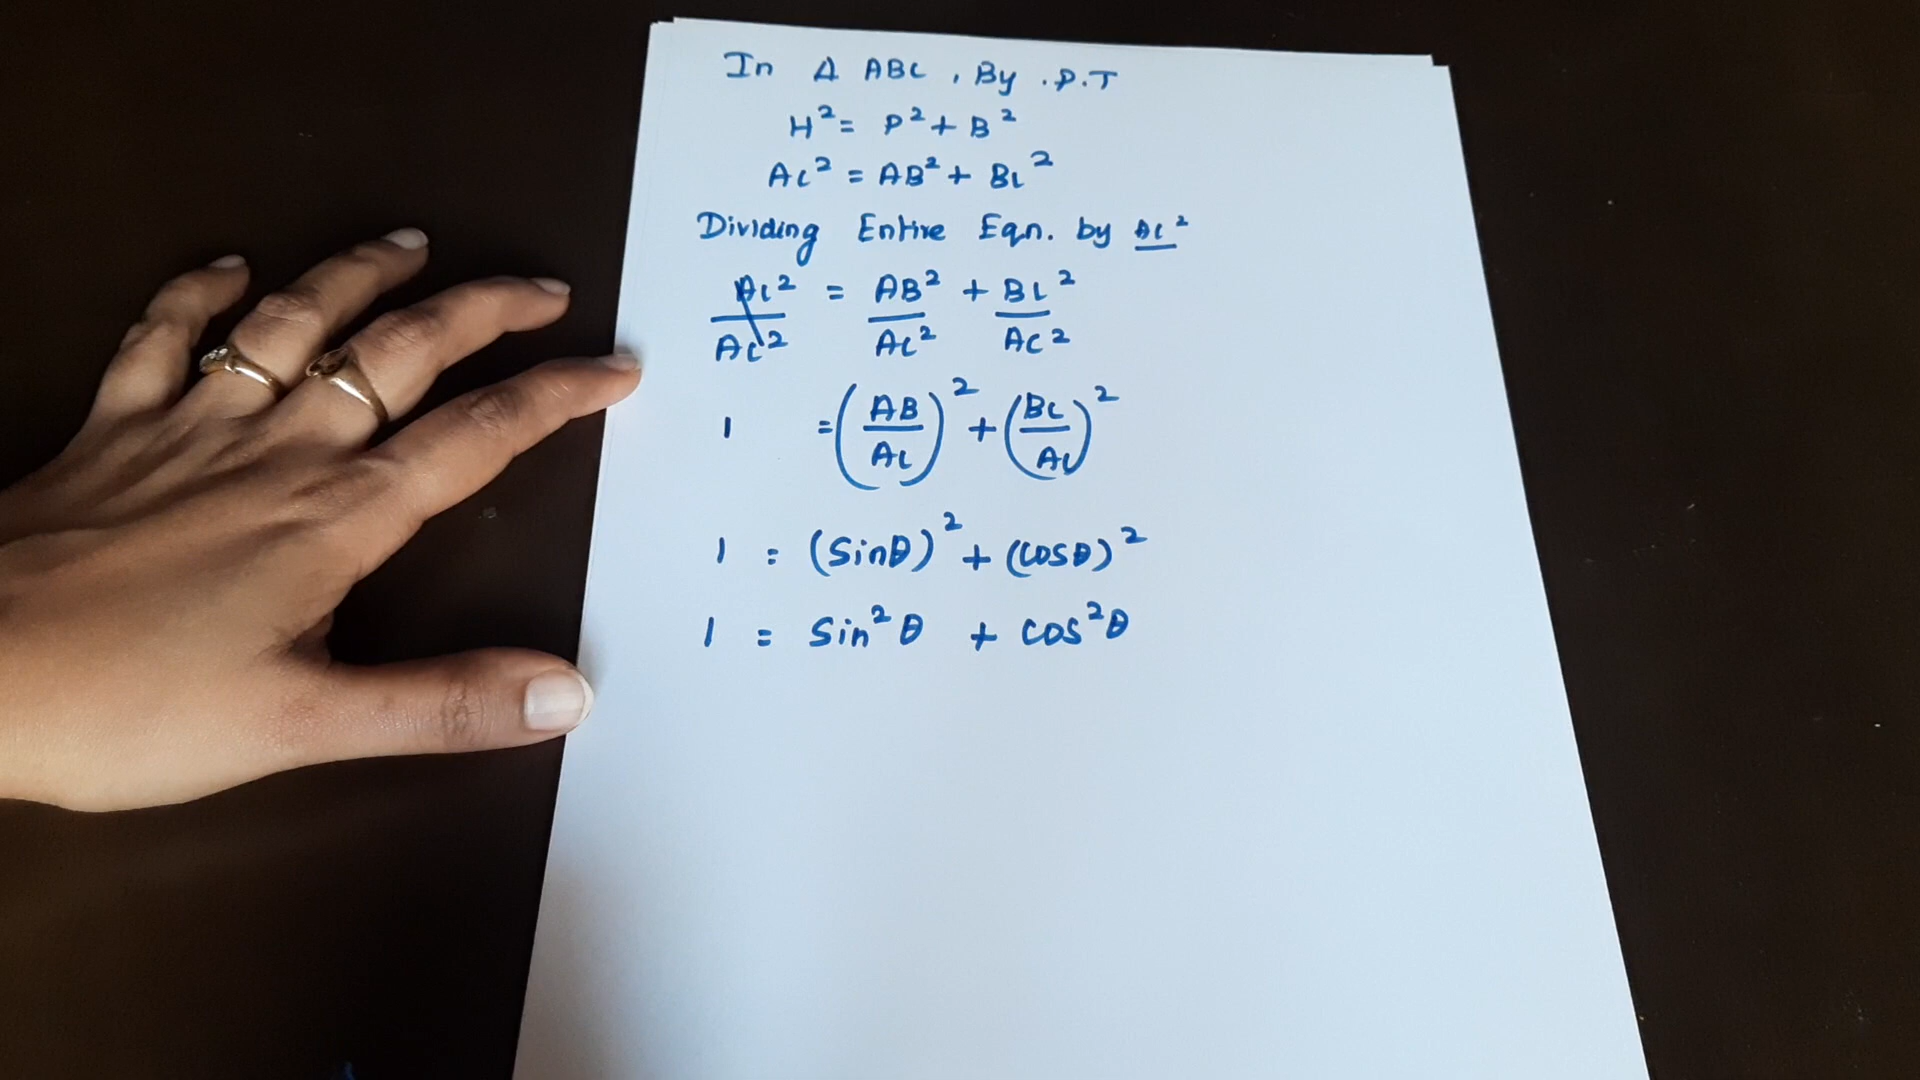 In Δ ABC, By .P.T
H² = P² + B²
AC² = AB² + BC²
Dividing Entire Eqn. by AC²
AC²/AC² = AB²/AC² + BC²/AC²
1 = (AB/AC)² + (BC/AC)²
1 = (Sinθ)² + (cosθ)²
1 = Sin²θ + cos²θ